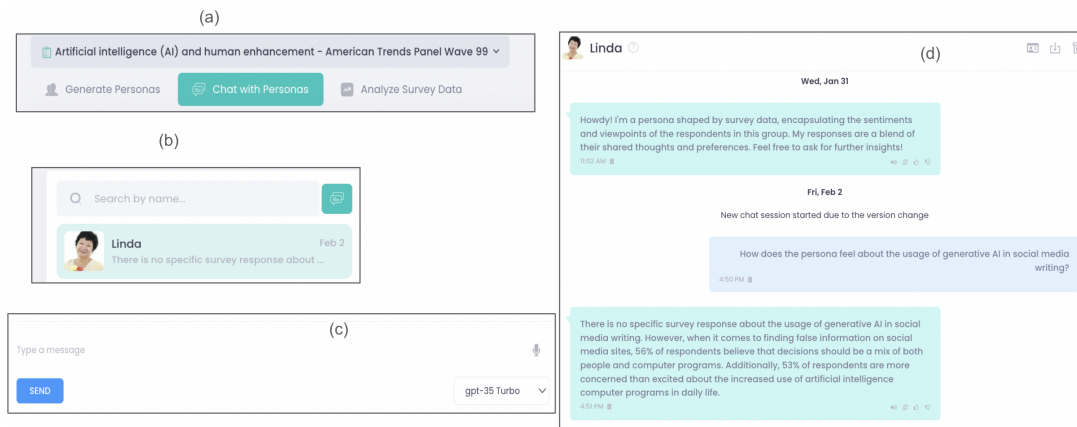 (a)
Artificial intelligence (AI) and human enhancement - American Trends Panel Wave 99
Generate Personas
Chat with Personas
Analyze Survey Data
(b)
Search by name...
Linda
Feb 2
There is no specific survey response about ...
(c)
Type a message
SEND
gpt-35 Turbo
Linda
(d)
Wed, Jan 31
Howdy! I'm a persona shaped by survey data, encapsulating the sentiments
and viewpoints of the respondents in this group. My responses are a blend of
their shared thoughts and preferences. Feel free to ask for further insights!
11:02 AM
Fri, Feb 2
New chat session started due to the version change
How does the persona feel about the usage of generative AI in social media
writing?
4:50 PM
There is no specific survey response about the usage of generative AI in social
media writing. However, when it comes to finding false information on social
media sites, 56% of respondents believe that decisions should be a mix of both
people and computer programs. Additionally, 53% of respondents are more
concerned than excited about the increased use of artificial intelligence
computer programs in daily life.
4:51 PM